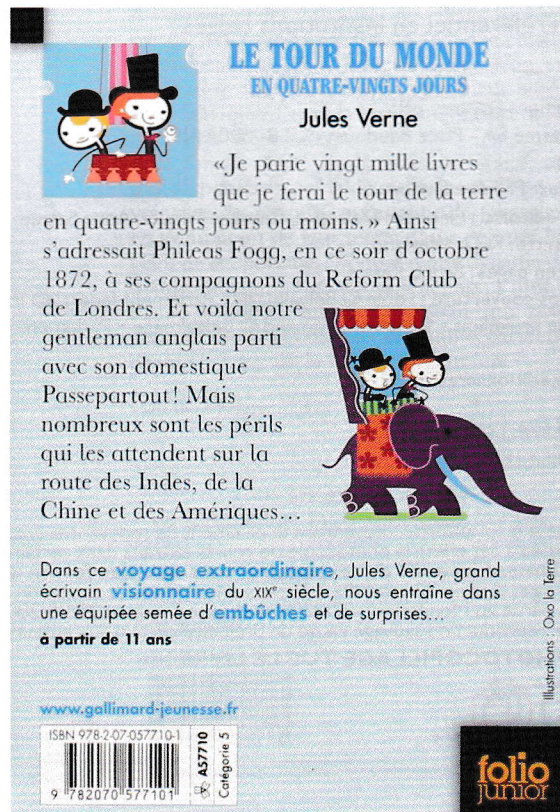 LE TOUR DU MONDE
EN QUATRE-VINGTS JOURS
Jules Verne
«Je parie vingt mille livres
que je ferai le tour de la terre
en quatre-vingts jours ou moins.» Ainsi
s'adressait Phileas Fogg, en ce soir d'octobre
1872, à ses compagnons du Reform Club
de Londres. Et voilà notre
gentleman anglais parti
avec son domestique
Passepartout! Mais
nombreux sont les périls
qui les attendent sur la
route des Indes, de la
Chine et des Amériques…
Dans ce voyage extraordinaire, Jules Verne, grand
écrivain visionnaire du XIXe siècle, nous entraîne dans
une équipée semée d'embûches et de surprises…
à partir de 11 ans
Illustrations : Oxo la Terre
www.gallimard-jeunesse.fr
ISBN 978-2-07-057710-1
9 782070 577101
A57710
Catégorie 5
folio
junior